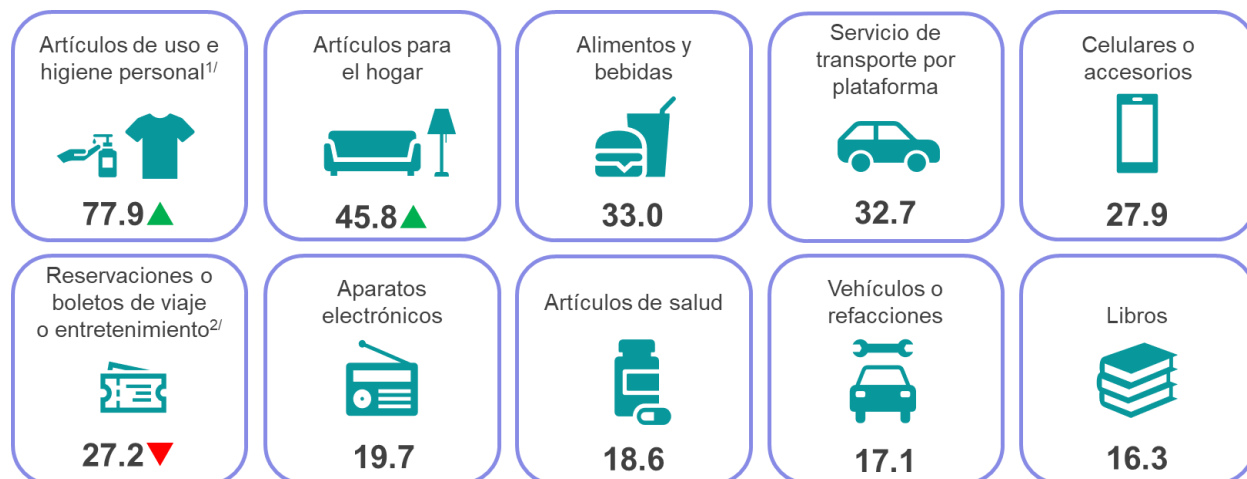 Artículos de uso e
higiene personal1/
77.9
Artículos para
el hogar
45.8
Alimentos y
bebidas
33.0
Servicio de
transporte por
plataforma
32.7
Celulares o
accesorios
27.9
Reservaciones o
boletos de viaje
o entretenimiento2/
27.2
Aparatos
electrónicos
19.7
Artículos de salud
18.6
Vehículos o
refacciones
17.1
Libros
16.3